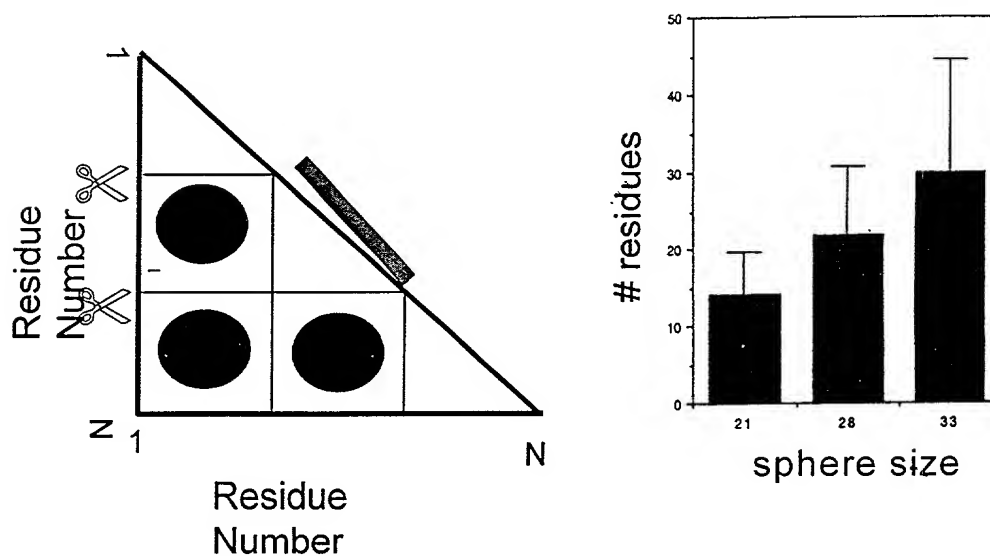 1
Residue
Number
N
1
N
Residue
Number
50
40
30
20
10
0
# residues
21
28
33
sphere size